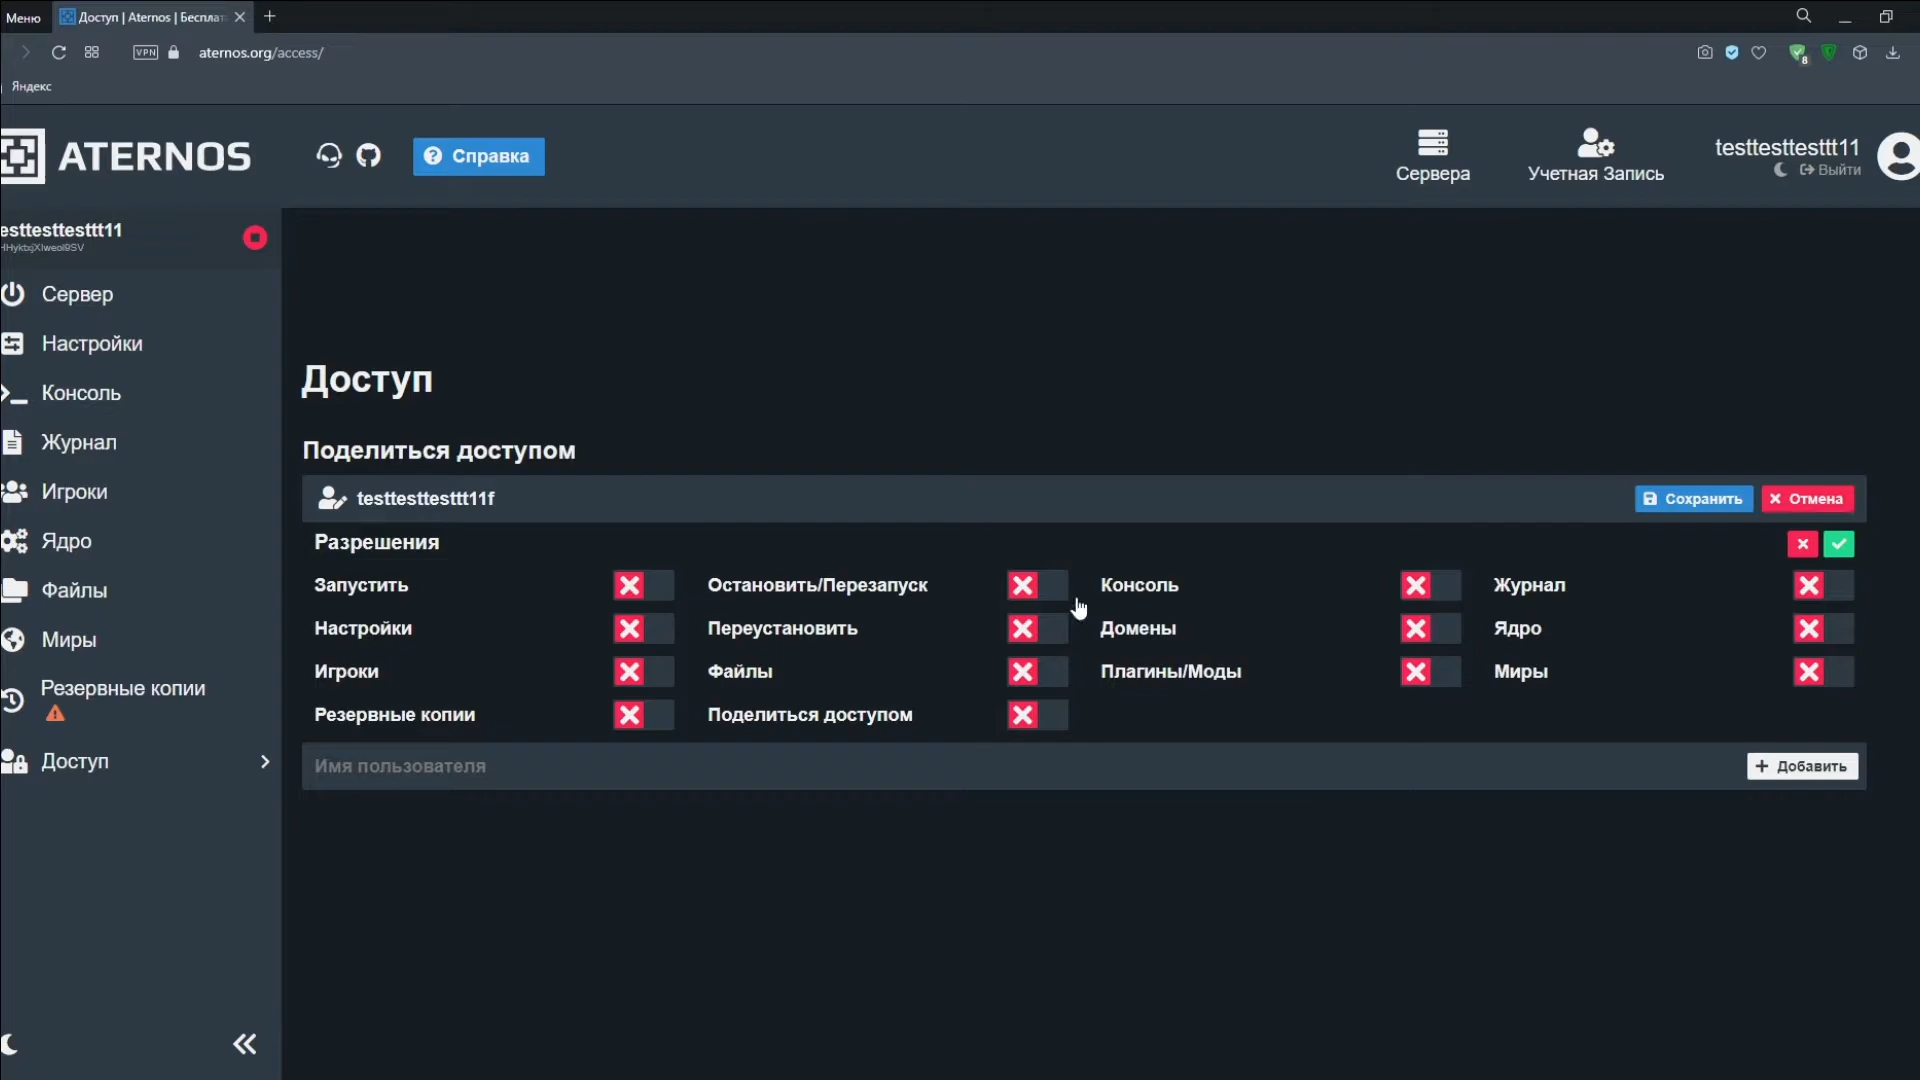 Меню
Доступ | Aternos | Бесплат
VPN
aternos.org/access/
8
Яндекс
ATERNOS
Справка
Сервера
Учетная Запись
testtesttesttt11
Выйти
esttesttesttt11
Сервер
Настройки
Консоль
Журнал
Игроки
Ядро
Файлы
Миры
Резервные копии
Доступ
Доступ
Поделиться доступом
testtesttesttt11f
Сохранить
Отмена
Разрешения
Запустить
Остановить/Перезапуск
Консоль
Журнал
Настройки
Переустановить
Домены
Ядро
Игроки
Файлы
Плагины/Моды
Миры
Резервные копии
Поделиться доступом
Имя пользователя
Добавить